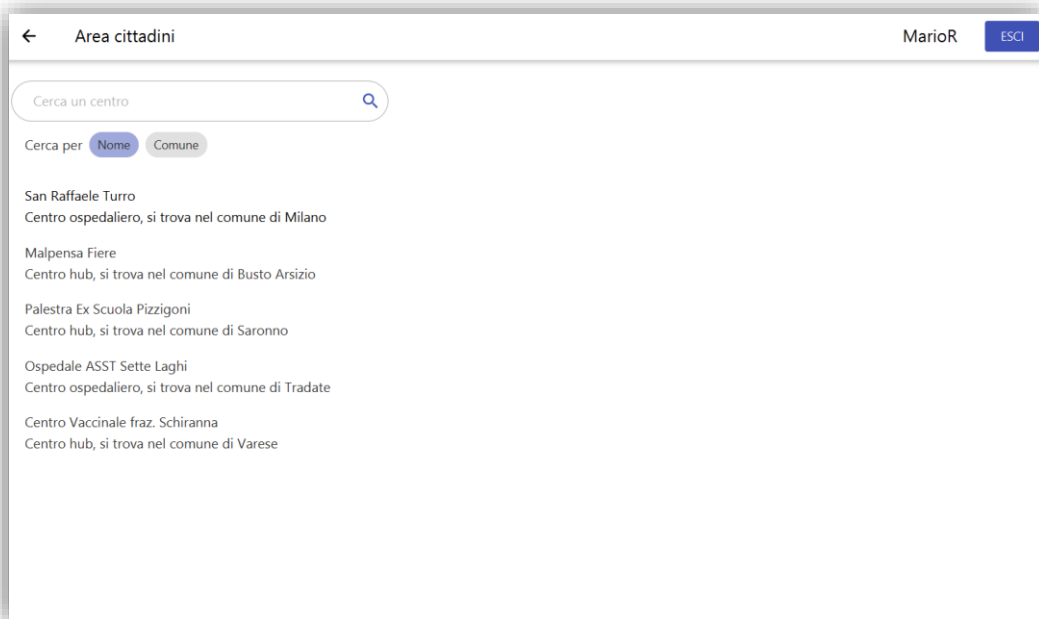 Area cittadini MarioR ESCI
Cerca un centro
Cerca per Nome Comune
San Raffaele Turro
Centro ospedaliero, si trova nel comune di Milano
Malpensa Fiere
Centro hub, si trova nel comune di Busto Arsizio
Palestra Ex Scuola Pizzigoni
Centro hub, si trova nel comune di Saronno
Ospedale ASST Sette Laghi
Centro ospedaliero, si trova nel comune di Tradate
Centro Vaccinale fraz. Schiranna
Centro hub, si trova nel comune di Varese